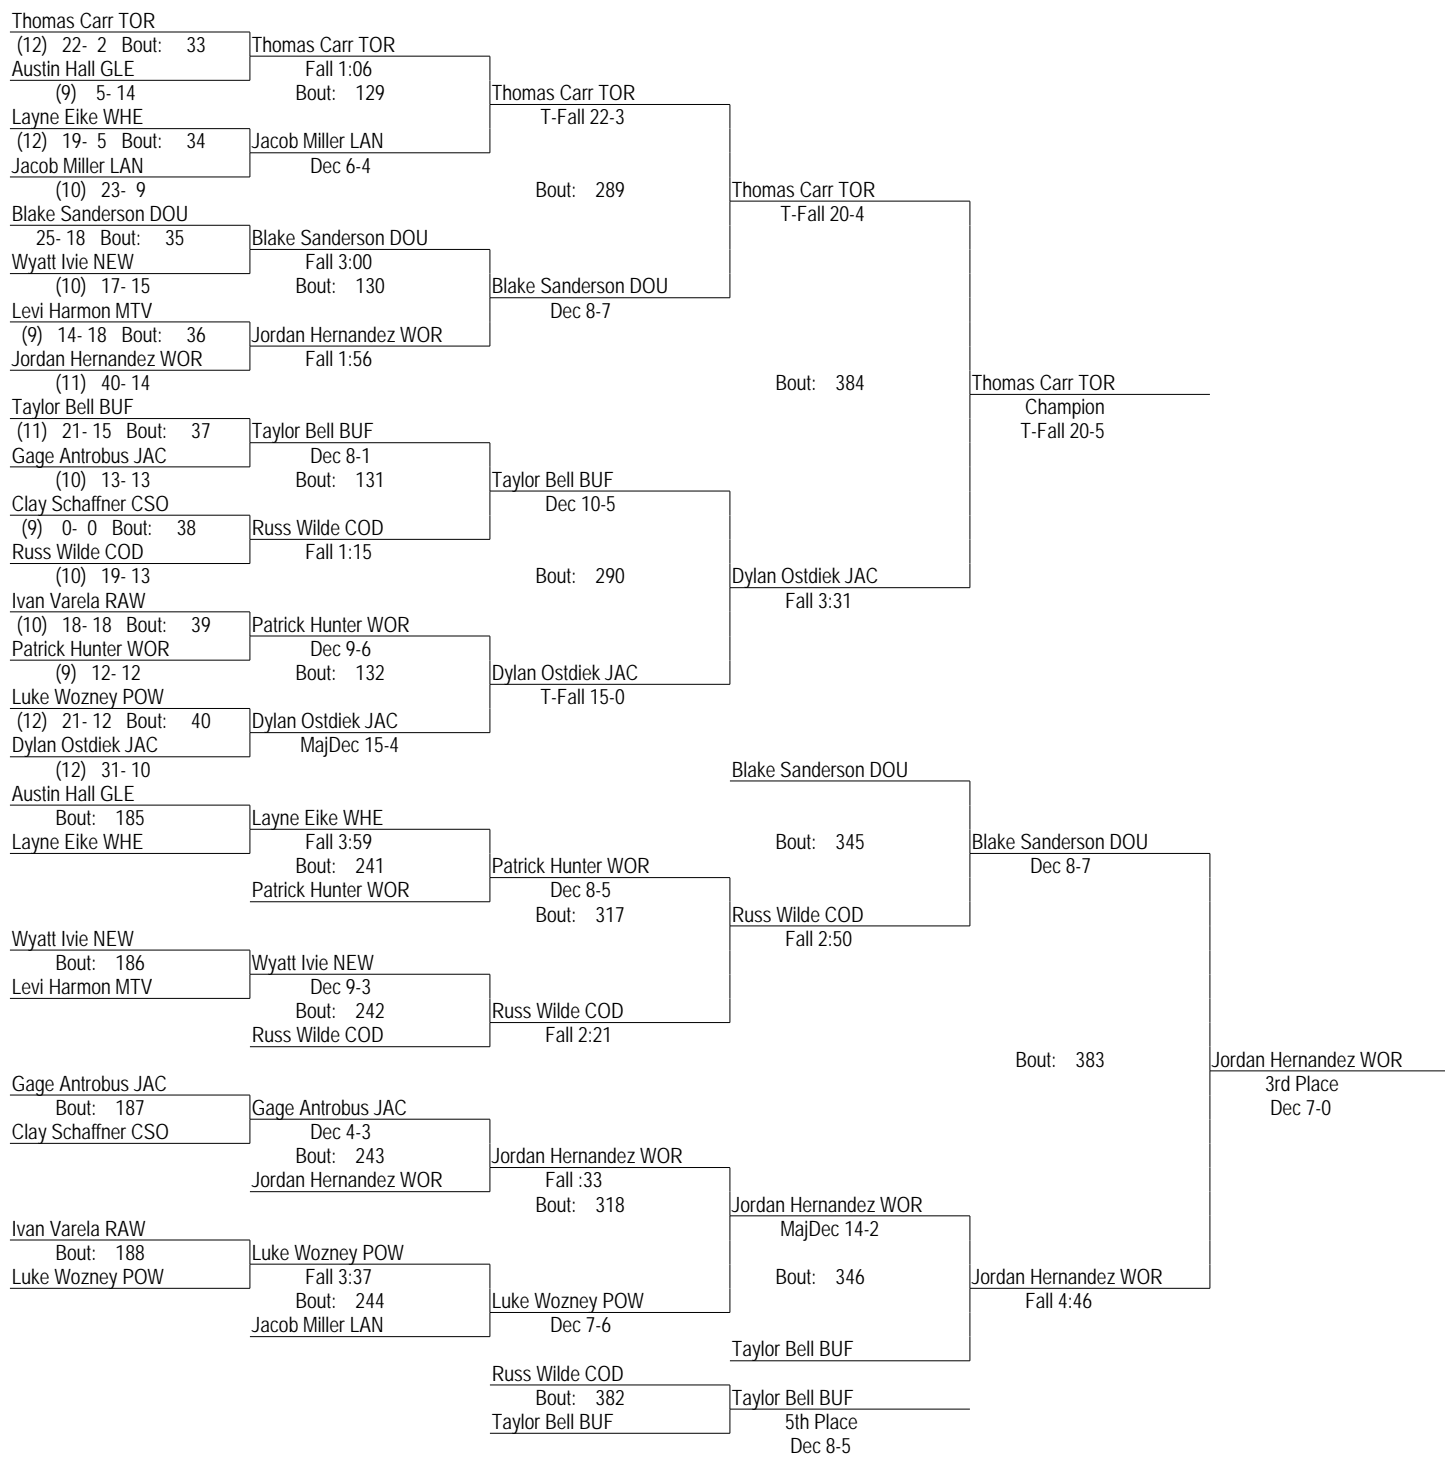 Thomas Carr TOR
(12) 22- 2 Bout: 33
Thomas Carr TOR
Austin Hall GLE
Fall 1:06
(9) 5- 14
Bout: 129
Thomas Carr TOR
Layne Eike WHE
T-Fall 22-3
(12) 19- 5 Bout: 34
Jacob Miller LAN
Jacob Miller LAN
Dec 6-4
(10) 23- 9
Bout: 289
Thomas Carr TOR
Blake Sanderson DOU
T-Fall 20-4
25- 18 Bout: 35
Blake Sanderson DOU
Wyatt Ivie NEW
Fall 3:00
(10) 17- 15
Bout: 130
Blake Sanderson DOU
Levi Harmon MTV
Dec 8-7
(9) 14- 18 Bout: 36
Jordan Hernandez WOR
Jordan Hernandez WOR
Fall 1:56
(11) 40- 14
Bout: 384
Thomas Carr TOR
Taylor Bell BUF
Champion
(11) 21- 15 Bout: 37
Taylor Bell BUF
T-Fall 20-5
Gage Antrobus JAC
Dec 8-1
(10) 13- 13
Bout: 131
Taylor Bell BUF
Clay Schaffner CSO
Dec 10-5
(9) 0- 0 Bout: 38
Russ Wilde COD
Russ Wilde COD
Fall 1:15
(10) 19- 13
Bout: 290
Dylan Ostdiek JAC
Ivan Varela RAW
Fall 3:31
(10) 18- 18 Bout: 39
Patrick Hunter WOR
Patrick Hunter WOR
Dec 9-6
(9) 12- 12
Bout: 132
Dylan Ostdiek JAC
Luke Wozney POW
T-Fall 15-0
(12) 21- 12 Bout: 40
Dylan Ostdiek JAC
Dylan Ostdiek JAC
MajDec 15-4
(12) 31- 10
Blake Sanderson DOU
Austin Hall GLE
Bout: 185
Layne Eike WHE
Layne Eike WHE
Fall 3:59
Bout: 345
Blake Sanderson DOU
Bout: 241
Patrick Hunter WOR
Dec 8-7
Patrick Hunter WOR
Dec 8-5
Bout: 317
Russ Wilde COD
Wyatt Ivie NEW
Fall 2:50
Bout: 186
Wyatt Ivie NEW
Levi Harmon MTV
Dec 9-3
Bout: 242
Russ Wilde COD
Russ Wilde COD
Fall 2:21
Bout: 383
Jordan Hernandez WOR
Gage Antrobus JAC
3rd Place
Bout: 187
Gage Antrobus JAC
Dec 7-0
Clay Schaffner CSO
Dec 4-3
Bout: 243
Jordan Hernandez WOR
Jordan Hernandez WOR
Fall :33
Bout: 318
Jordan Hernandez WOR
Ivan Varela RAW
MajDec 14-2
Bout: 188
Luke Wozney POW
Luke Wozney POW
Fall 3:37
Bout: 346
Jordan Hernandez WOR
Bout: 244
Luke Wozney POW
Fall 4:46
Jacob Miller LAN
Dec 7-6
Taylor Bell BUF
Russ Wilde COD
Bout: 382
Taylor Bell BUF
Taylor Bell BUF
5th Place
Dec 8-5